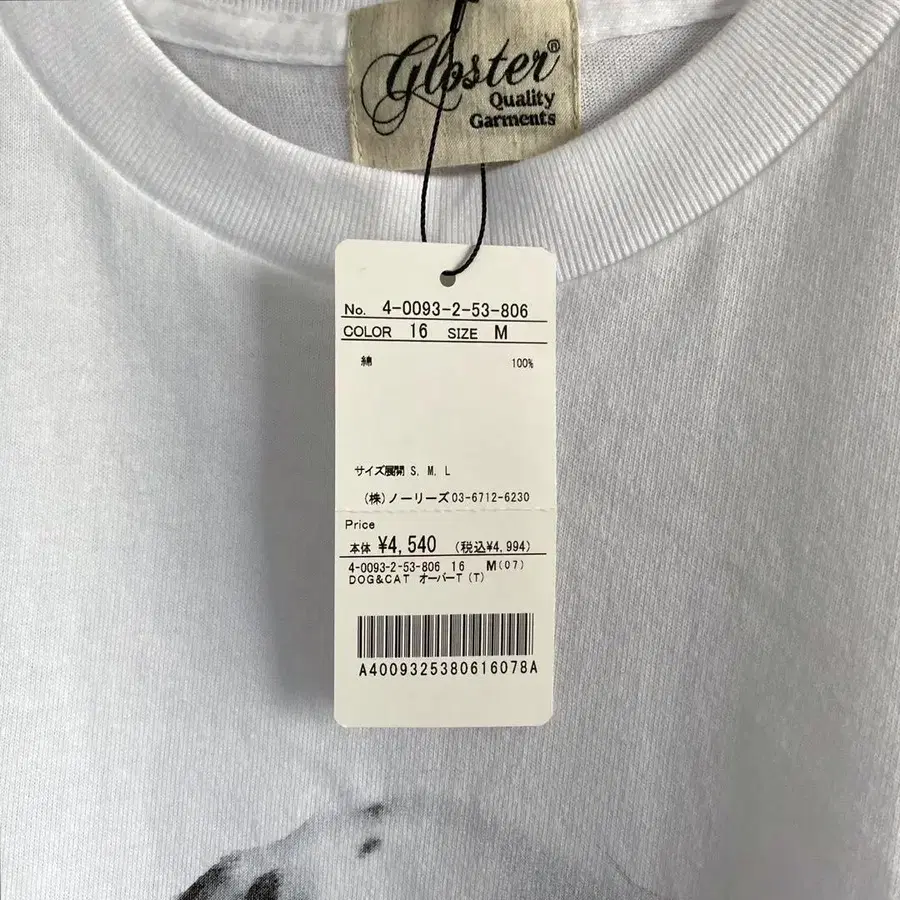 Gloster®
Quality
Garments
No. 4-0093-2-53-806
COLOR 16 SIZE M
綿 100%
サイズ展開 S, M, L
(株)ノーリーズ 03-6712-6230
Price
本体 ¥4,540 (税込¥4,994)
4-0093-2-53-806 16 M(07)
DOG&CAT オーバーT(T)
A4009325380616078A